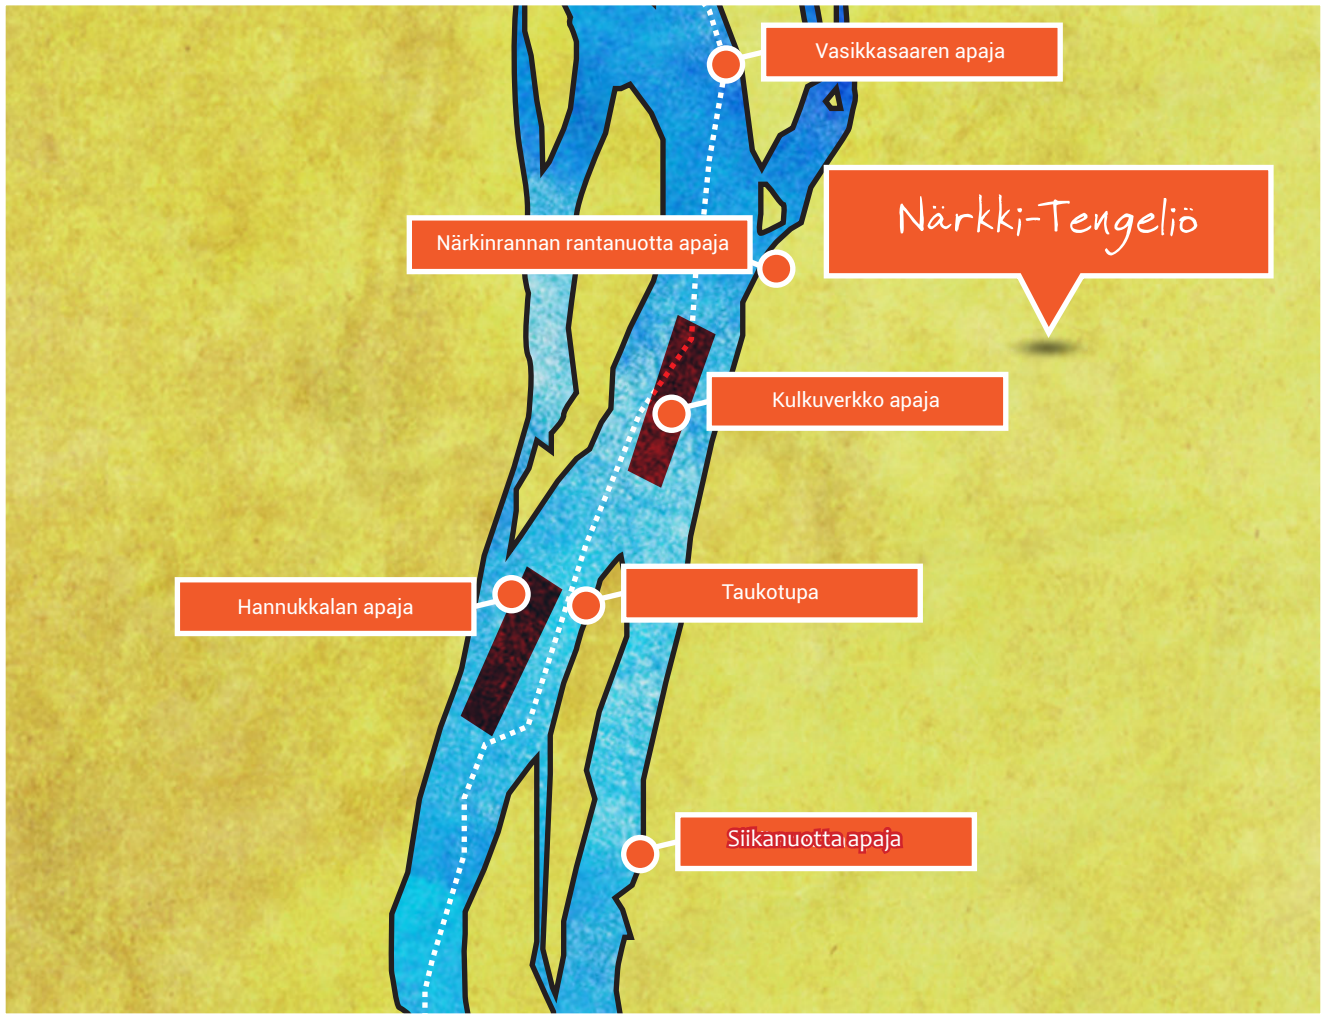 Vasikkasaaren apaja
Närkki-Tengeliö
Närkinrannan rantanuotta apaja
Kulkuverkko apaja
Hannukkalan apaja
Taukotupa
Siikanuotta apaja